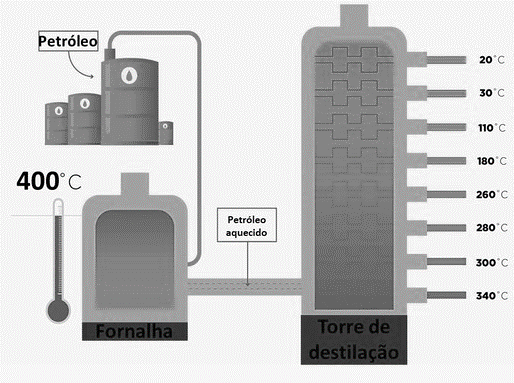 Petróleo
20°C
30°C
110°C
180°C
400°C
260°C
Petróleo
aquecido
280°C
300°C
340°C
Fornalha
Torre de
destilação